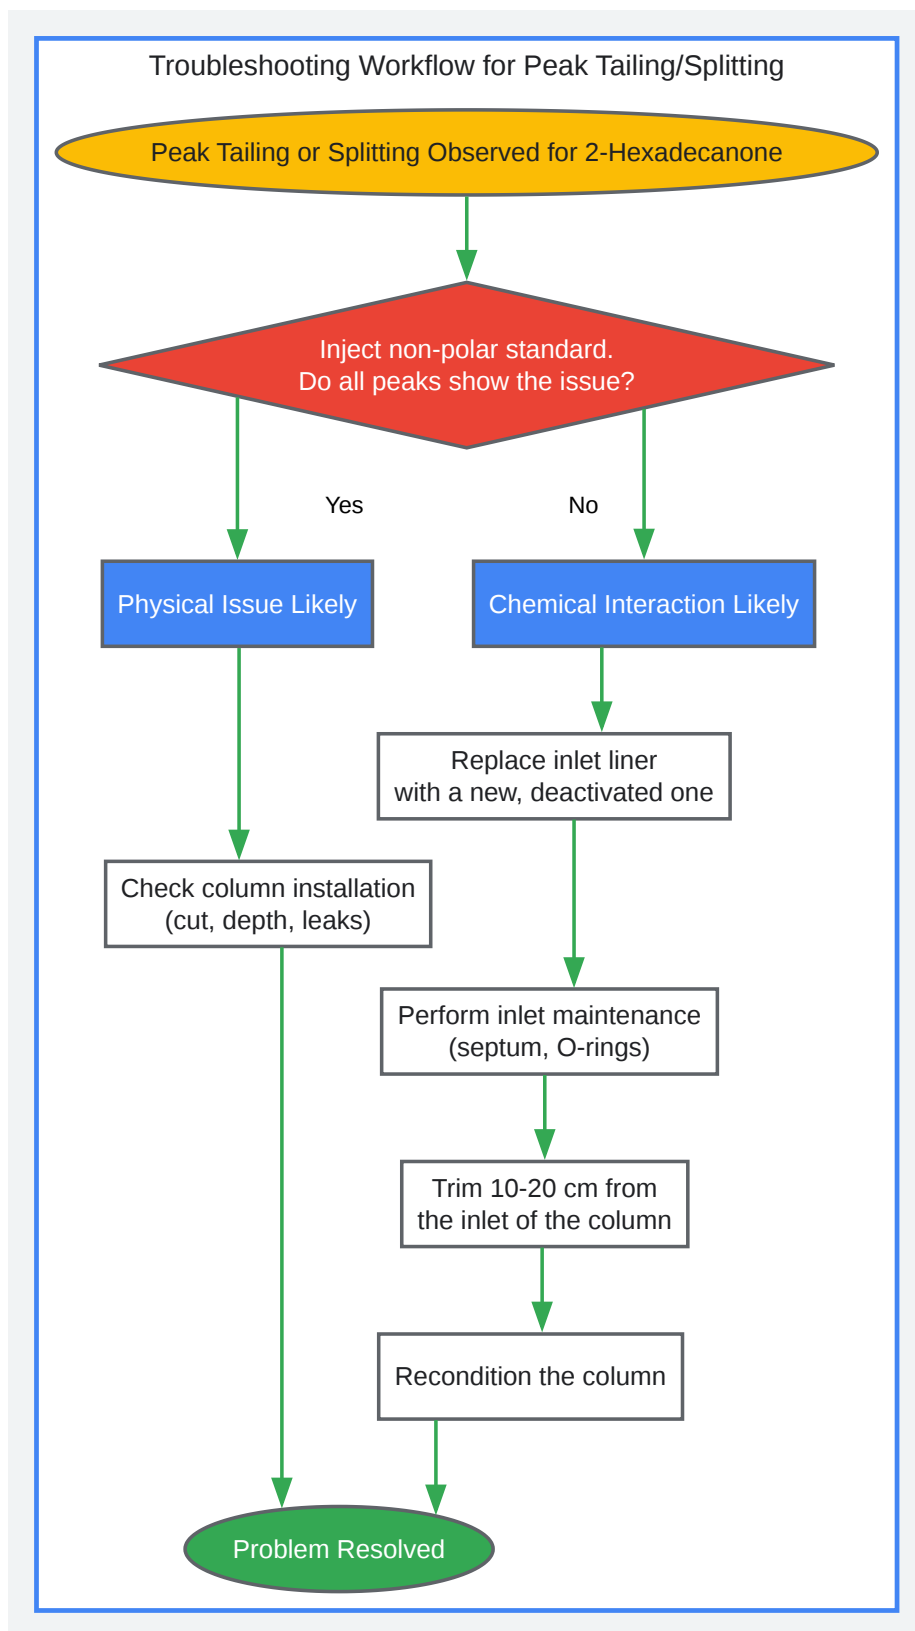 Troubleshooting Workflow for Peak Tailing/Splitting
Peak Tailing or Splitting Observed for 2-Hexadecanone
Inject non-polar standard.
Do all peaks show the issue?
Yes
No
Physical Issue Likely
Chemical Interaction Likely
Replace inlet liner
with a new, deactivated one
Check column installation
(cut, depth, leaks)
Perform inlet maintenance
(septum, O-rings)
Trim 10-20 cm from
the inlet of the column
Recondition the column
Problem Resolved